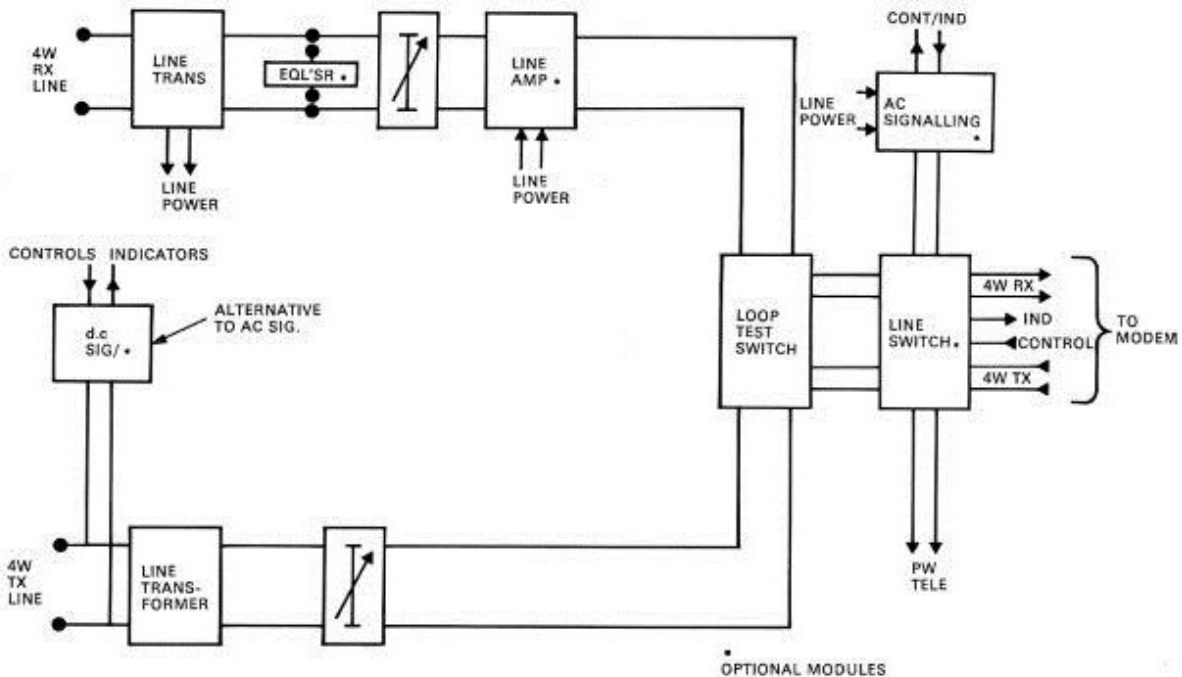 4W
RX
LINE
LINE
TRANS
EQL'SR *
LINE
AMP *
LINE
POWER
LINE
POWER
CONT/IND
LINE
POWER
AC
SIGNALLING
*
CONTROLS INDICATORS
d.c
SIG/ *
ALTERNATIVE
TO AC SIG.
LOOP
TEST
SWITCH
LINE
SWITCH *
4W RX
IND
CONTROL
4W TX
TO
MODEM
4W
TX
LINE
LINE
TRANS-
FORMER
PW
TELE
*
OPTIONAL MODULES